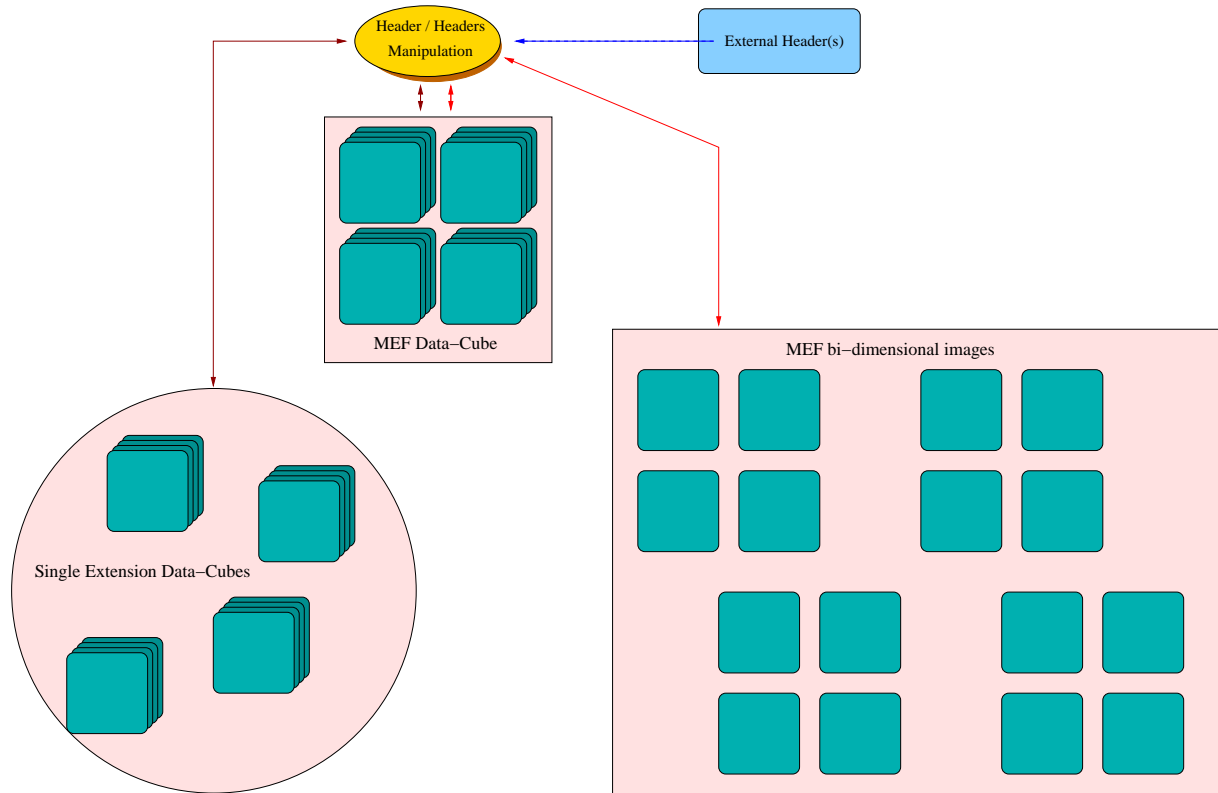 Header / Headers
Manipulation
External Header(s)
MEF Data−Cube
MEF bi−dimensional images
Single Extension Data−Cubes